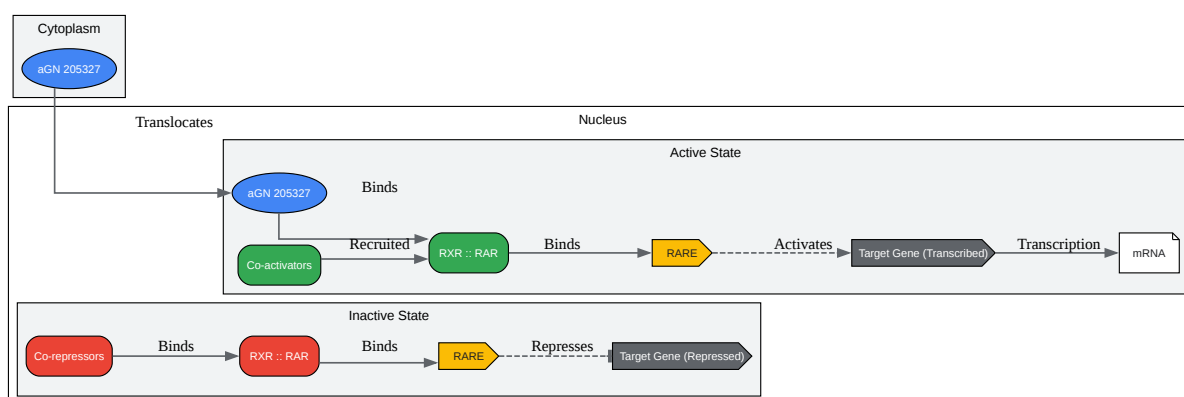 Cytoplasm
aGN 205327
Translocates
Nucleus
Active State
aGN 205327
Binds
Co-activators
Recruited
RXR :: RAR
Binds
RARE
Activates
Target Gene (Transcribed)
Transcription
mRNA
Inactive State
Co-repressors
Binds
RXR :: RAR
Binds
RARE
Represses
Target Gene (Repressed)